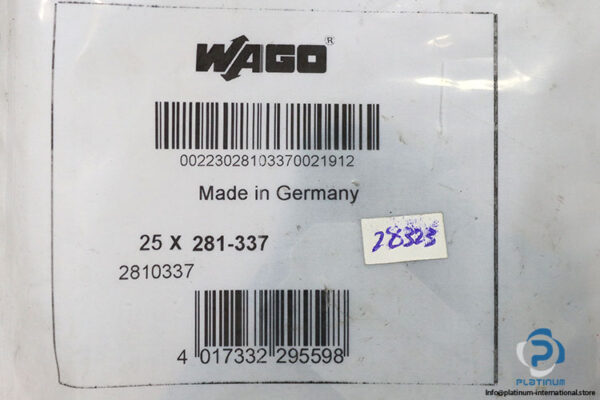 WAGO®
00223028103370021912
Made in Germany
25 X 281-337
28323
2810337
4 017332 295598
PLATINUM
Info@platinum-international.store